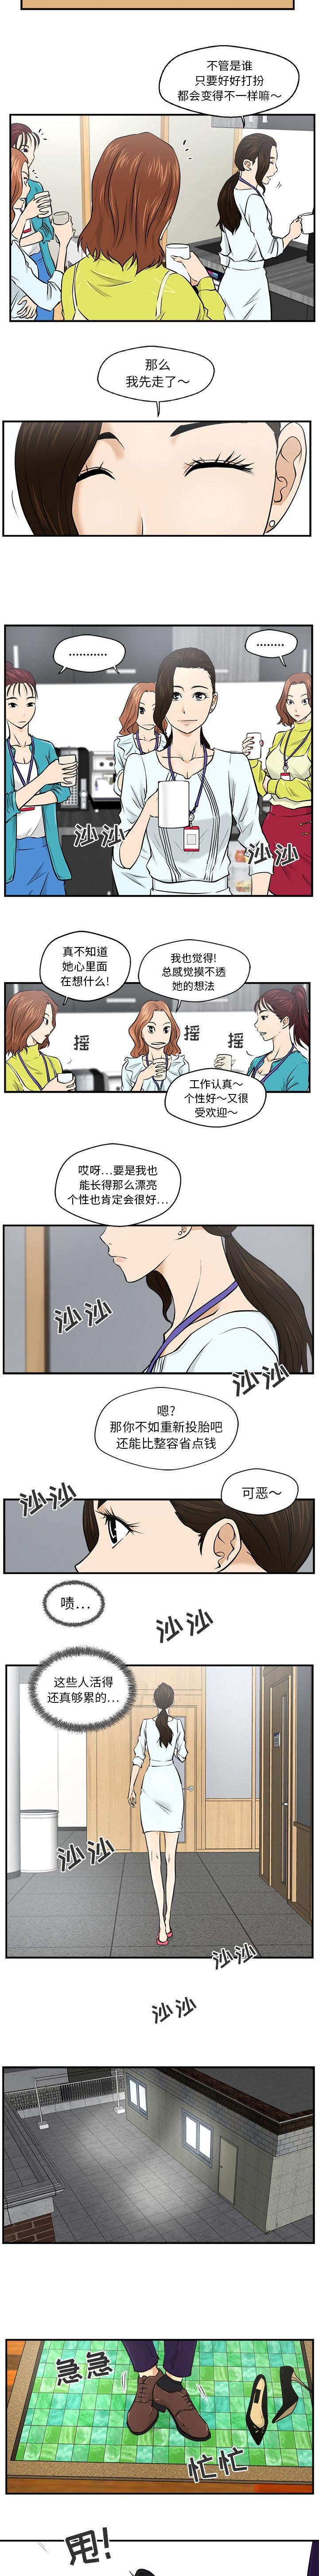 不管是谁
只要好好打扮
都会变得不一样嘛～
那么
我先走了～
...........
........
沙沙
沙沙
真不知道
她心里面
在想什么!
我也觉得!
总感觉摸不透
她的想法
摇
摇
摇
工作认真～
个性好～又很
受欢迎～
哎呀...要是我也
能长得那么漂亮
个性也肯定会很好...
沙沙
沙沙
嗯?
那你不如重新投胎吧
还能比整容省点钱
可恶～
沙沙
啧...
沙沙
这些人活得
还真够累的...
沙沙
沙沙
沙沙
急急
忙忙
甩!